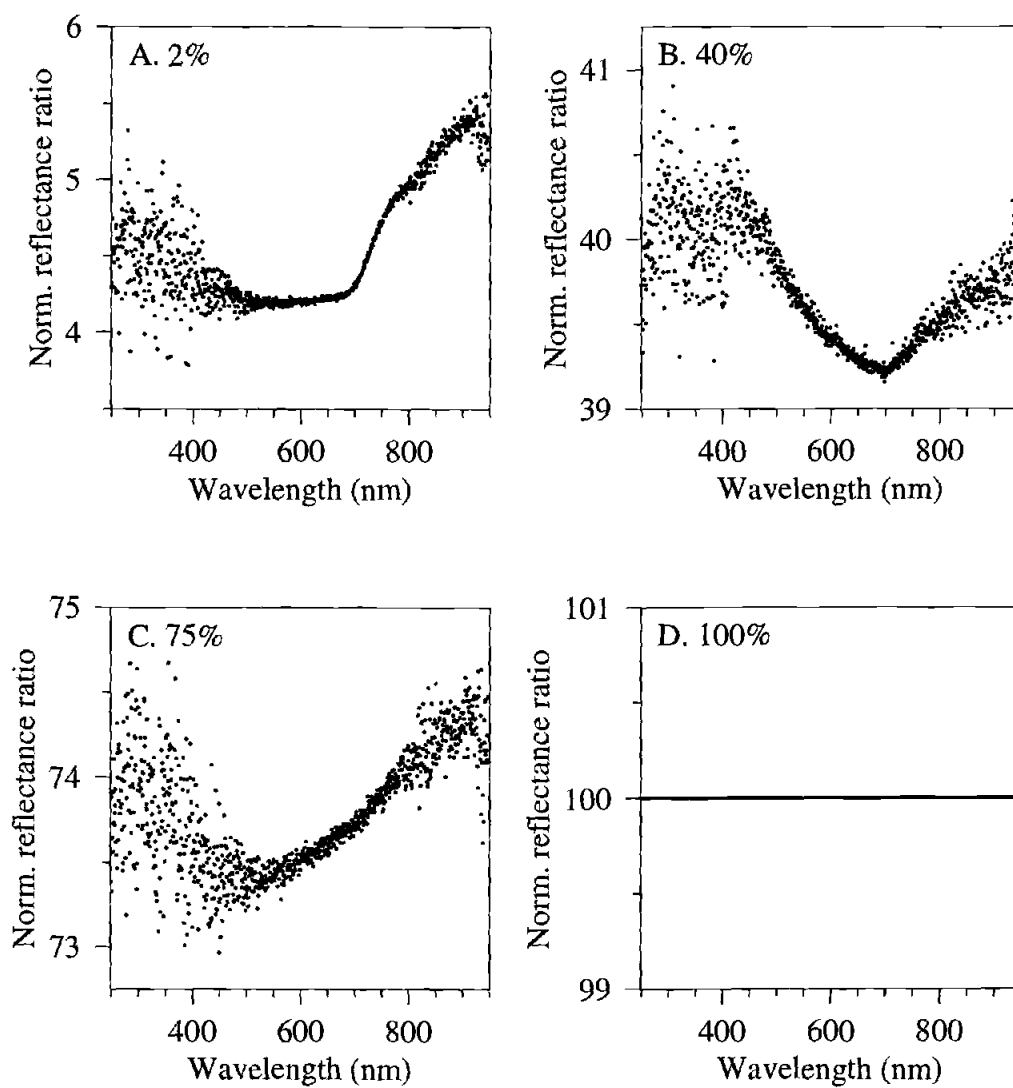 A. 2%
Norm. reflectance ratio
6
5
4
400 600 800
Wavelength (nm)
B. 40%
Norm. reflectance ratio
41
40
39
400 600 800
Wavelength (nm)
C. 75%
Norm. reflectance ratio
75
74
73
400 600 800
Wavelength (nm)
D. 100%
Norm. reflectance ratio
101
100
99
400 600 800
Wavelength (nm)